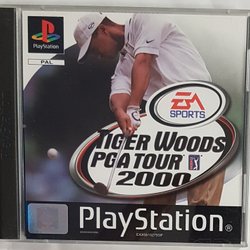 PlayStation
PAL
EA
SPORTS
TIGER WOODS
PGA TOUR
2000
PlayStation